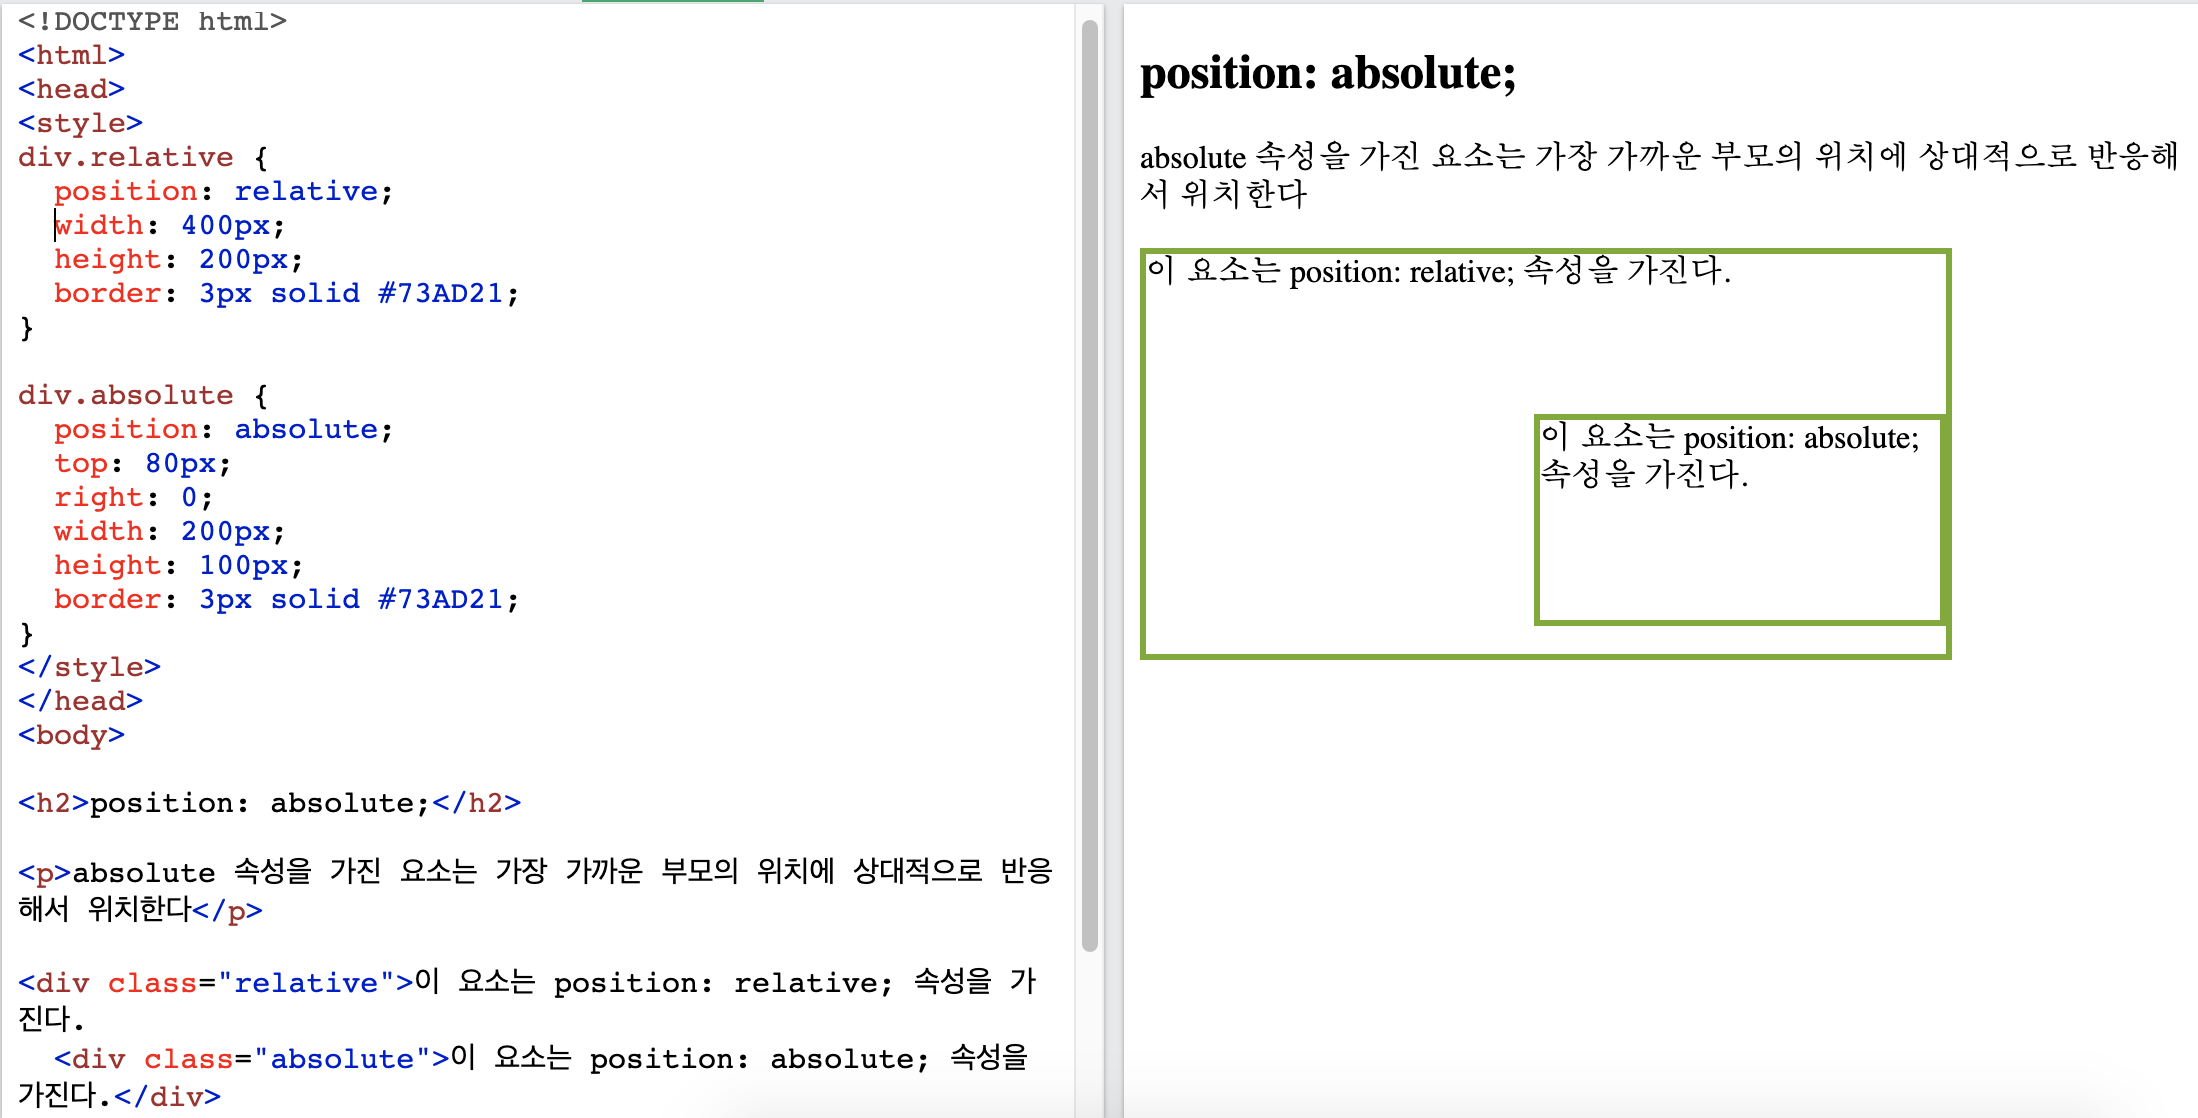 <!DOCTYPE html>
<html>
<head>
<style>
div.relative {
  position: relative;
  width: 400px;
  height: 200px;
  border: 3px solid #73AD21;
}
div.absolute {
  position: absolute;
  top: 80px;
  right: 0;
  width: 200px;
  height: 100px;
  border: 3px solid #73AD21;
}
</style>
</head>
<body>
<h2>position: absolute;</h2>
<p>absolute 속성을 가진 요소는 가장 가까운 부모의 위치에 상대적으로 반응
해서 위치한다</p>
<div class="relative">이 요소는 position: relative; 속성을 가
진다.
  <div class="absolute">이 요소는 position: absolute; 속성을
가진다.</div>
position: absolute;
absolute 속성을 가진 요소는 가장 가까운 부모의 위치에 상대적으로 반응해
서 위치한다
이 요소는 position: relative; 속성을 가진다.
이 요소는 position: absolute;
속성을 가진다.